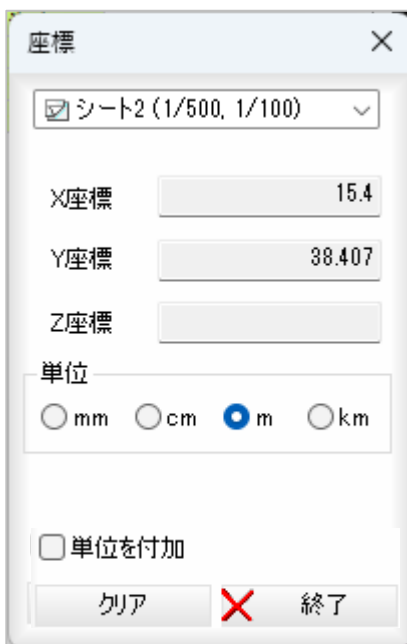 座標
シート2 (1/500, 1/100)
X座標 15.4
Y座標 38.407
Z座標
単位
mm cm m km
単位を付加
クリア 終了